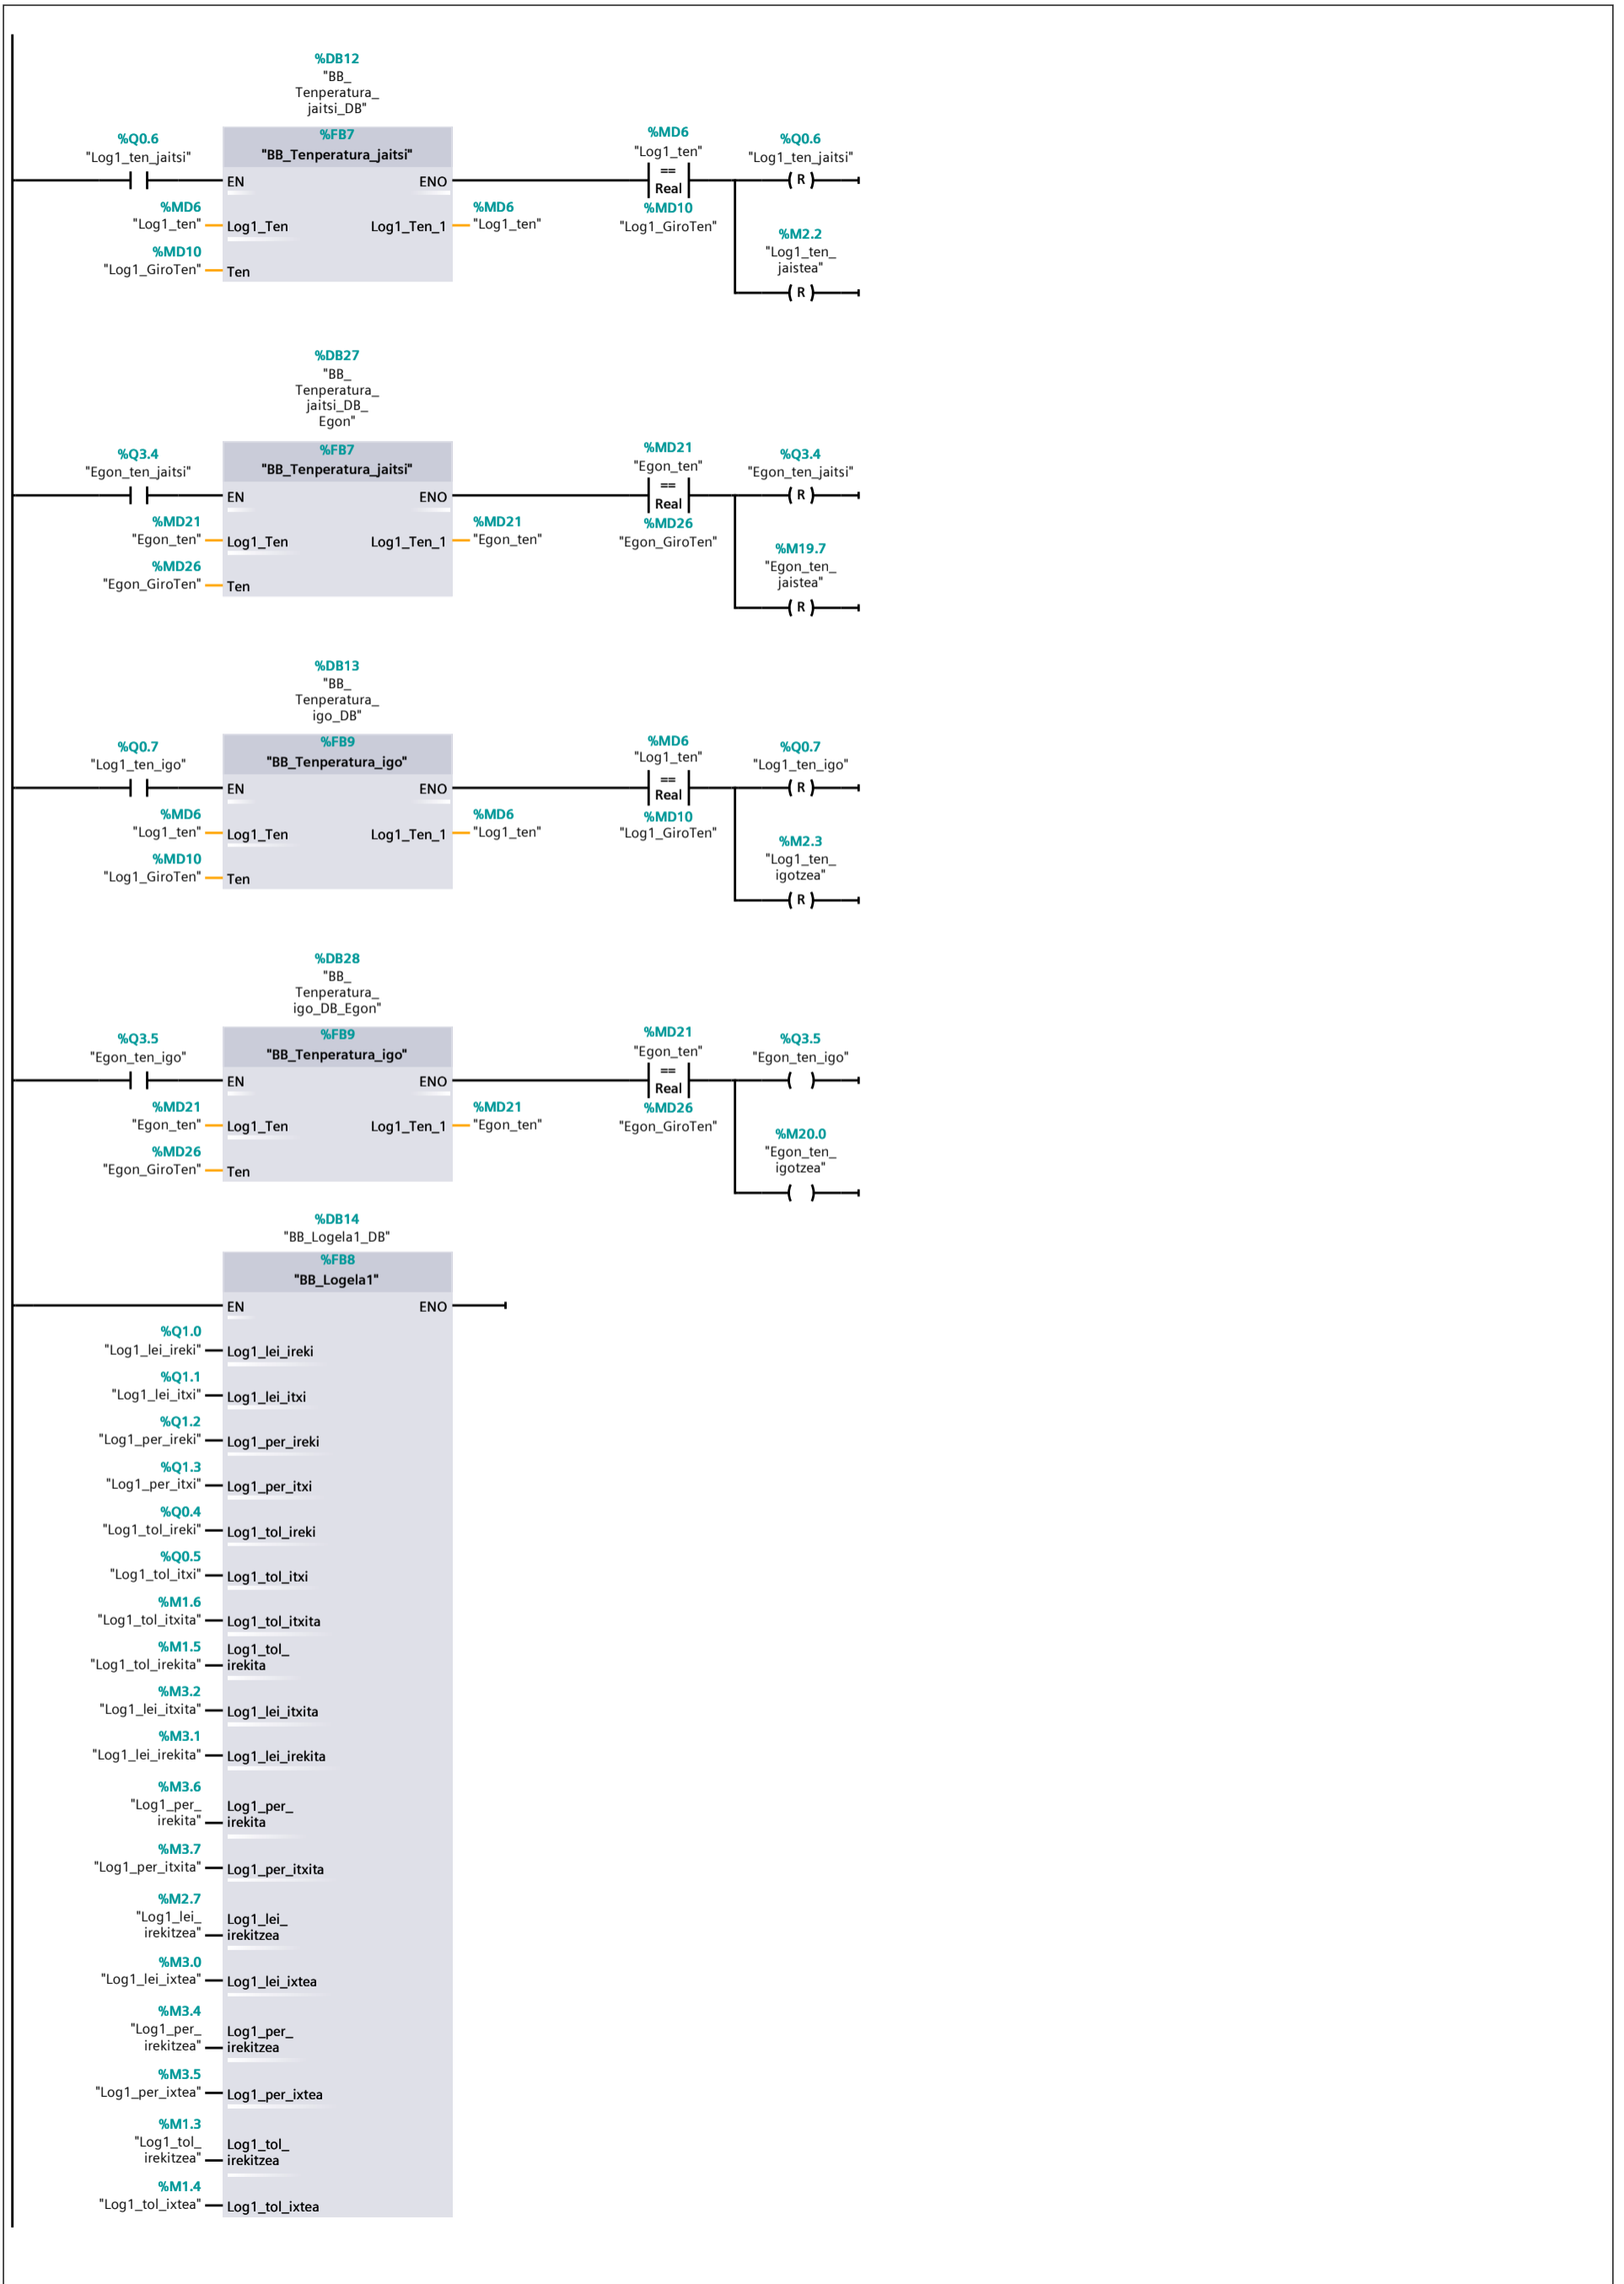 %DB12
"BB_
Tenperatura_
jaitsi_DB"
%Q0.6
"Log1_ten_jaitsi"
%FB7
"BB_Tenperatura_jaitsi"
%MD6
"Log1_ten"
%Q0.6
"Log1_ten_jaitsi"
EN
ENO
==
Real
R
%MD6
"Log1_ten"
Log1_Ten
Log1_Ten_1
%MD6
"Log1_ten"
%MD10
"Log1_GiroTen"
%M2.2
"Log1_ten_
jaistea"
R
%MD10
"Log1_GiroTen"
Ten
%DB27
"BB_
Tenperatura_
jaitsi_DB_
Egon"
%Q3.4
"Egon_ten_jaitsi"
%FB7
"BB_Tenperatura_jaitsi"
%MD21
"Egon_ten"
%Q3.4
"Egon_ten_jaitsi"
EN
ENO
==
Real
R
%MD21
"Egon_ten"
Log1_Ten
Log1_Ten_1
%MD21
"Egon_ten"
%MD26
"Egon_GiroTen"
%M19.7
"Egon_ten_
jaistea"
R
%MD26
"Egon_GiroTen"
Ten
%DB13
"BB_
Tenperatura_
igo_DB"
%Q0.7
"Log1_ten_igo"
%FB9
"BB_Tenperatura_igo"
%MD6
"Log1_ten"
%Q0.7
"Log1_ten_igo"
EN
ENO
==
Real
R
%MD6
"Log1_ten"
Log1_Ten
Log1_Ten_1
%MD6
"Log1_ten"
%MD10
"Log1_GiroTen"
%M2.3
"Log1_ten_
igotzea"
R
%MD10
"Log1_GiroTen"
Ten
%DB28
"BB_
Tenperatura_
igo_DB_Egon"
%Q3.5
"Egon_ten_igo"
%FB9
"BB_Tenperatura_igo"
%MD21
"Egon_ten"
%Q3.5
"Egon_ten_igo"
EN
ENO
==
Real
%MD21
"Egon_ten"
Log1_Ten
Log1_Ten_1
%MD21
"Egon_ten"
%MD26
"Egon_GiroTen"
%M20.0
"Egon_ten_
igotzea"
%MD26
"Egon_GiroTen"
Ten
%DB14
"BB_Logela1_DB"
%FB8
"BB_Logela1"
EN
ENO
%Q1.0
"Log1_lei_ireki"
Log1_lei_ireki
%Q1.1
"Log1_lei_itxi"
Log1_lei_itxi
%Q1.2
"Log1_per_ireki"
Log1_per_ireki
%Q1.3
"Log1_per_itxi"
Log1_per_itxi
%Q0.4
"Log1_tol_ireki"
Log1_tol_ireki
%Q0.5
"Log1_tol_itxi"
Log1_tol_itxi
%M1.6
"Log1_tol_itxita"
Log1_tol_itxita
%M1.5
"Log1_tol_irekita"
Log1_tol_
irekita
%M3.2
"Log1_lei_itxita"
Log1_lei_itxita
%M3.1
"Log1_lei_irekita"
Log1_lei_irekita
%M3.6
"Log1_per_
irekita"
Log1_per_
irekita
%M3.7
"Log1_per_itxita"
Log1_per_itxita
%M2.7
"Log1_lei_
irekitzea"
Log1_lei_
irekitzea
%M3.0
"Log1_lei_ixtea"
Log1_lei_ixtea
%M3.4
"Log1_per_
irekitzea"
Log1_per_
irekitzea
%M3.5
"Log1_per_ixtea"
Log1_per_ixtea
%M1.3
"Log1_tol_
irekitzea"
Log1_tol_
irekitzea
%M1.4
"Log1_tol_ixtea"
Log1_tol_ixtea